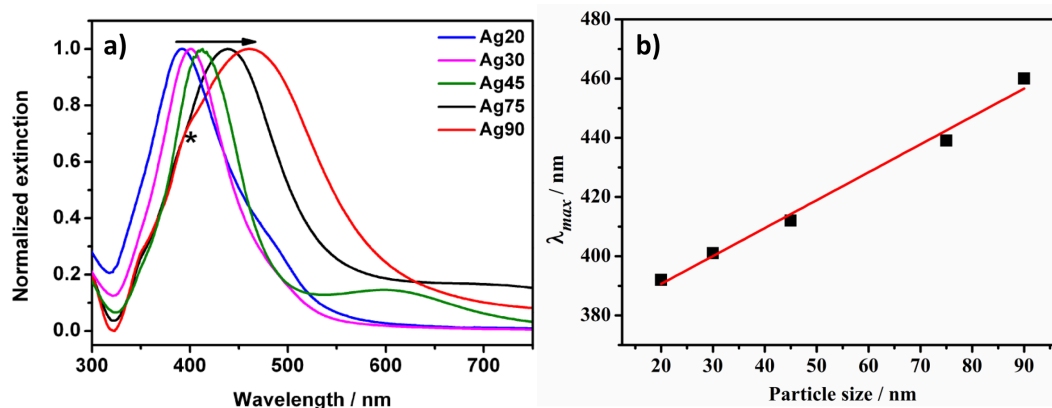 a)
Normalized extinction
1.0
0.8
0.6
0.4
0.2
0.0
*
Ag20
Ag30
Ag45
Ag75
Ag90
300 400 500 600 700
Wavelength / nm
b)
λmax / nm
480
460
440
420
400
380
20 30 40 50 60 70 80 90
Particle size / nm